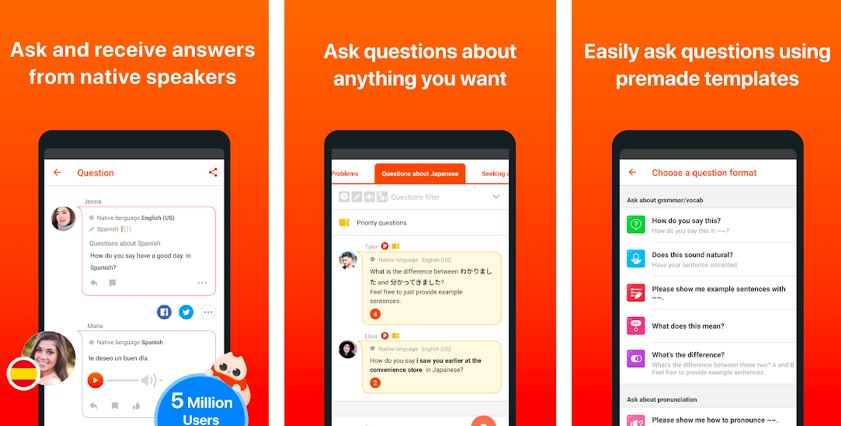 Ask and receive answers
from native speakers
Question
Jessie
Native language English (US)
Spanish
Questions about Spanish
How do you say have a good day. in
Spanish?
Maria
Native language Spanish
te deseo un buen día.
5 Million
Users
Ask questions about
anything you want
Problems
Questions about Japanese
Seeking a
Questions filter
Priority questions
Tyler
Native language English (US)
What is the difference between わかりまし
た and 分かってきました?
Feel free to just provide example
sentences.
4
Elisa
Native language English (US)
How do you say i saw you earlier at the
convenience store in Japanese?
2
Easily ask questions using
premade templates
Choose a question format
Ask about grammar/vocab
How do you say this?
How do you say this in ~~?
Does this sound natural?
Have your sentence corrected
Please show me example sentences with
~~.
What does this mean?
What's the difference?
What's the difference between these two? A and B
Feel free to provide example sentences.
Ask about pronunciation
Please show me how to pronounce ~~.